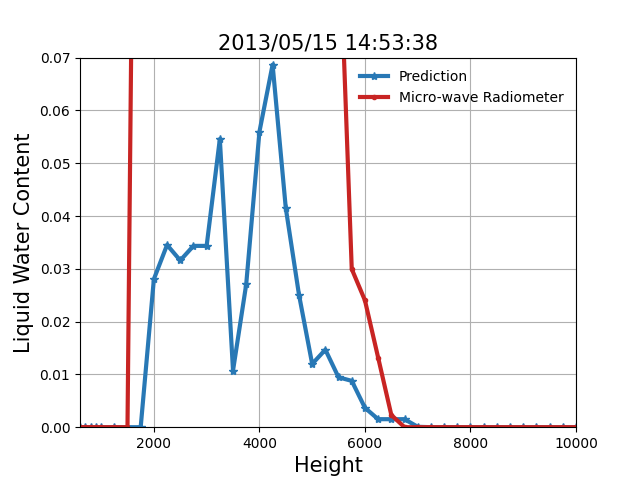 2013/05/15 14:53:38
Prediction
Micro-wave Radiometer
Liquid Water Content
0.07
0.06
0.05
0.04
0.03
0.02
0.01
0.00
2000 4000 6000 8000 10000
Height